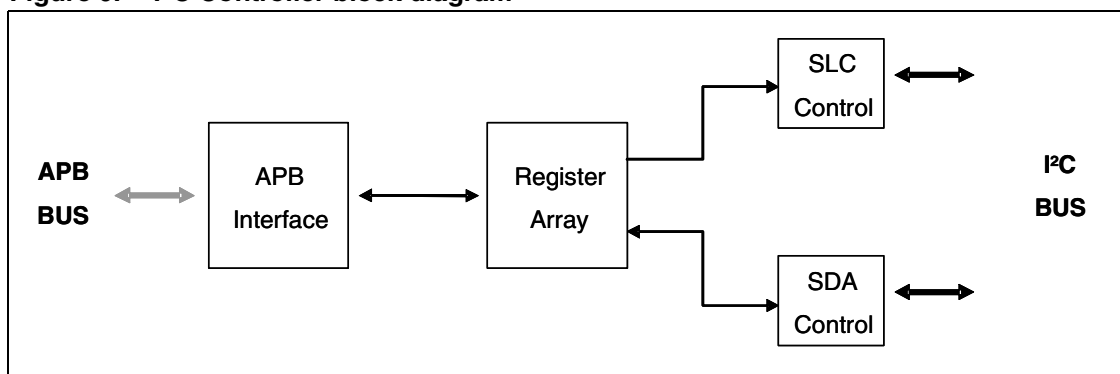 APB
BUS
APB
Interface
Register
Array
SLC
Control
SDA
Control
I²C
BUS